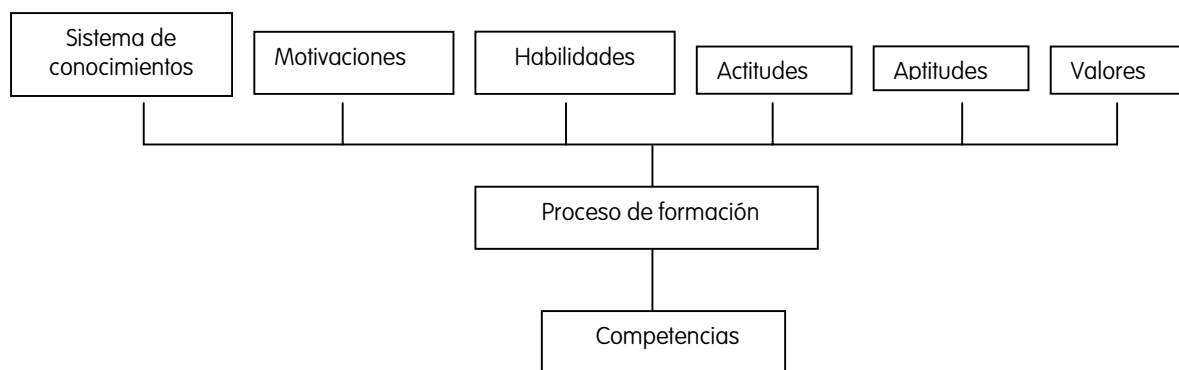 Sistema de
conocimientos
Motivaciones
Habilidades
Actitudes
Aptitudes
Valores
Proceso de formación
Competencias